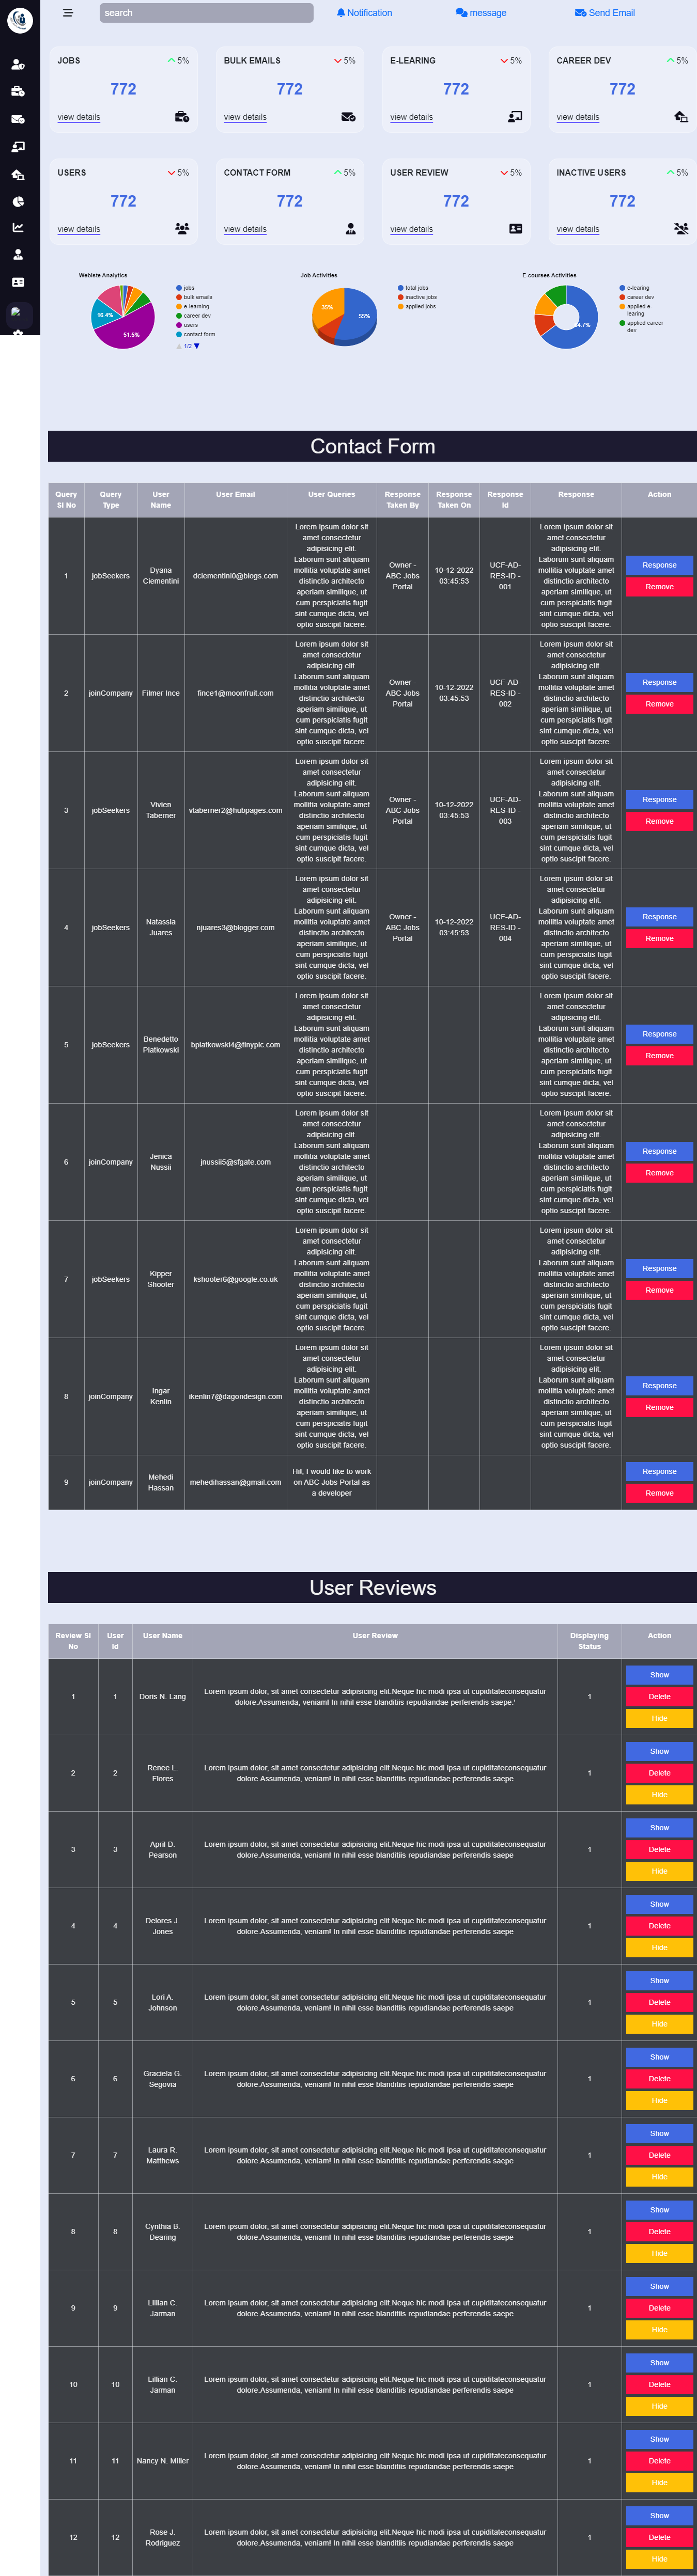 search
Notification
message
Send Email
JOBS
5%
772
view details
BULK EMAILS
5%
772
view details
E-LEARING
5%
772
view details
CAREER DEV
5%
772
view details
USERS
5%
772
view details
CONTACT FORM
5%
772
view details
USER REVIEW
5%
772
view details
INACTIVE USERS
5%
772
view details
Website Analytics
16.4%
51.5%
jobs
bulk emails
e-learning
career dev
users
contact form
1/2
Job Activities
35%
55%
total jobs
inactive jobs
applied jobs
E-courses Activities
e-learing
career dev
applied e-
learing
applied career
dev
Contact Form
Query
Sl No
Query
Type
User
Name
User Email
User Queries
Response
Taken By
Response
Taken On
Response
Id
Response
Action
1
jobSeekers
Dyana
Clementini
dclementini0@blogs.com
Lorem ipsum dolor sit
amet consectetur
adipisicing elit.
Laborum sunt aliquam
mollitia voluptate amet
distinctio architecto
aperiam similique, ut
cum perspiciatis fugit
sint cumque dicta, vel
optio suscipit facere.
Owner -
ABC Jobs
Portal
10-12-2022
03:45:53
UCF-AD-
RES-ID -
001
Lorem ipsum dolor sit
amet consectetur
adipisicing elit.
Laborum sunt aliquam
mollitia voluptate amet
distinctio architecto
aperiam similique, ut
cum perspiciatis fugit
sint cumque dicta, vel
optio suscipit facere.
Response
Remove
2
joinCompany
Filmer Ince
fince1@moonfruit.com
Lorem ipsum dolor sit
amet consectetur
adipisicing elit.
Laborum sunt aliquam
mollitia voluptate amet
distinctio architecto
aperiam similique, ut
cum perspiciatis fugit
sint cumque dicta, vel
optio suscipit facere.
Owner -
ABC Jobs
Portal
10-12-2022
03:45:53
UCF-AD-
RES-ID -
002
Lorem ipsum dolor sit
amet consectetur
adipisicing elit.
Laborum sunt aliquam
mollitia voluptate amet
distinctio architecto
aperiam similique, ut
cum perspiciatis fugit
sint cumque dicta, vel
optio suscipit facere.
Response
Remove
3
jobSeekers
Vivien
Taberner
vtaberner2@hubpages.com
Lorem ipsum dolor sit
amet consectetur
adipisicing elit.
Laborum sunt aliquam
mollitia voluptate amet
distinctio architecto
aperiam similique, ut
cum perspiciatis fugit
sint cumque dicta, vel
optio suscipit facere.
Owner -
ABC Jobs
Portal
10-12-2022
03:45:53
UCF-AD-
RES-ID -
003
Lorem ipsum dolor sit
amet consectetur
adipisicing elit.
Laborum sunt aliquam
mollitia voluptate amet
distinctio architecto
aperiam similique, ut
cum perspiciatis fugit
sint cumque dicta, vel
optio suscipit facere.
Response
Remove
4
jobSeekers
Natassia
Juares
njuares3@blogger.com
Lorem ipsum dolor sit
amet consectetur
adipisicing elit.
Laborum sunt aliquam
mollitia voluptate amet
distinctio architecto
aperiam similique, ut
cum perspiciatis fugit
sint cumque dicta, vel
optio suscipit facere.
Owner -
ABC Jobs
Portal
10-12-2022
03:45:53
UCF-AD-
RES-ID -
004
Lorem ipsum dolor sit
amet consectetur
adipisicing elit.
Laborum sunt aliquam
mollitia voluptate amet
distinctio architecto
aperiam similique, ut
cum perspiciatis fugit
sint cumque dicta, vel
optio suscipit facere.
Response
Remove
5
jobSeekers
Benedetto
Piatkowski
bpiatkowski4@tinypic.com
Lorem ipsum dolor sit
amet consectetur
adipisicing elit.
Laborum sunt aliquam
mollitia voluptate amet
distinctio architecto
aperiam similique, ut
cum perspiciatis fugit
sint cumque dicta, vel
optio suscipit facere.
Lorem ipsum dolor sit
amet consectetur
adipisicing elit.
Laborum sunt aliquam
mollitia voluptate amet
distinctio architecto
aperiam similique, ut
cum perspiciatis fugit
sint cumque dicta, vel
optio suscipit facere.
Response
Remove
6
joinCompany
Jenica
Nussii
jnussii5@sfgate.com
Lorem ipsum dolor sit
amet consectetur
adipisicing elit.
Laborum sunt aliquam
mollitia voluptate amet
distinctio architecto
aperiam similique, ut
cum perspiciatis fugit
sint cumque dicta, vel
optio suscipit facere.
Lorem ipsum dolor sit
amet consectetur
adipisicing elit.
Laborum sunt aliquam
mollitia voluptate amet
distinctio architecto
aperiam similique, ut
cum perspiciatis fugit
sint cumque dicta, vel
optio suscipit facere.
Response
Remove
7
jobSeekers
Kipper
Shooter
kshooter6@google.co.uk
Lorem ipsum dolor sit
amet consectetur
adipisicing elit.
Laborum sunt aliquam
mollitia voluptate amet
distinctio architecto
aperiam similique, ut
cum perspiciatis fugit
sint cumque dicta, vel
optio suscipit facere.
Lorem ipsum dolor sit
amet consectetur
adipisicing elit.
Laborum sunt aliquam
mollitia voluptate amet
distinctio architecto
aperiam similique, ut
cum perspiciatis fugit
sint cumque dicta, vel
optio suscipit facere.
Response
Remove
8
joinCompany
Ingar
Kenlin
ikenlin7@dagondesign.com
Lorem ipsum dolor sit
amet consectetur
adipisicing elit.
Laborum sunt aliquam
mollitia voluptate amet
distinctio architecto
aperiam similique, ut
cum perspiciatis fugit
sint cumque dicta, vel
optio suscipit facere.
Lorem ipsum dolor sit
amet consectetur
adipisicing elit.
Laborum sunt aliquam
mollitia voluptate amet
distinctio architecto
aperiam similique, ut
cum perspiciatis fugit
sint cumque dicta, vel
optio suscipit facere.
Response
Remove
9
joinCompany
Mehedi
Hassan
mehedihassan@gmail.com
Hi!, I would like to work
on ABC Jobs Portal as
a developer
Response
Remove
User Reviews
Review Sl
No
User
Id
User Name
User Review
Displaying
Status
Action
1
1
Doris N. Lang
Lorem ipsum dolor, sit amet consectetur adipisicing elit.Neque hic modi ipsa ut cupiditateconsequatur
dolore.Assumenda, veniam! In nihil esse blanditiis repudiandae perferendis saepe.'
1
Show
Delete
Hide
2
2
Renee L.
Flores
Lorem ipsum dolor, sit amet consectetur adipisicing elit.Neque hic modi ipsa ut cupiditateconsequatur
dolore.Assumenda, veniam! In nihil esse blanditiis repudiandae perferendis saepe
1
Show
Delete
Hide
3
3
April D.
Pearson
Lorem ipsum dolor, sit amet consectetur adipisicing elit.Neque hic modi ipsa ut cupiditateconsequatur
dolore.Assumenda, veniam! In nihil esse blanditiis repudiandae perferendis saepe
1
Show
Delete
Hide
4
4
Delores J.
Jones
Lorem ipsum dolor, sit amet consectetur adipisicing elit.Neque hic modi ipsa ut cupiditateconsequatur
dolore.Assumenda, veniam! In nihil esse blanditiis repudiandae perferendis saepe
1
Show
Delete
Hide
5
5
Lori A.
Johnson
Lorem ipsum dolor, sit amet consectetur adipisicing elit.Neque hic modi ipsa ut cupiditateconsequatur
dolore.Assumenda, veniam! In nihil esse blanditiis repudiandae perferendis saepe
1
Show
Delete
Hide
6
6
Graciela G.
Segovia
Lorem ipsum dolor, sit amet consectetur adipisicing elit.Neque hic modi ipsa ut cupiditateconsequatur
dolore.Assumenda, veniam! In nihil esse blanditiis repudiandae perferendis saepe
1
Show
Delete
Hide
7
7
Laura R.
Matthews
Lorem ipsum dolor, sit amet consectetur adipisicing elit.Neque hic modi ipsa ut cupiditateconsequatur
dolore.Assumenda, veniam! In nihil esse blanditiis repudiandae perferendis saepe
1
Show
Delete
Hide
8
8
Cynthia B.
Dearing
Lorem ipsum dolor, sit amet consectetur adipisicing elit.Neque hic modi ipsa ut cupiditateconsequatur
dolore.Assumenda, veniam! In nihil esse blanditiis repudiandae perferendis saepe
1
Show
Delete
Hide
9
9
Lillian C.
Jarman
Lorem ipsum dolor, sit amet consectetur adipisicing elit.Neque hic modi ipsa ut cupiditateconsequatur
dolore.Assumenda, veniam! In nihil esse blanditiis repudiandae perferendis saepe
1
Show
Delete
Hide
10
10
Lillian C.
Jarman
Lorem ipsum dolor, sit amet consectetur adipisicing elit.Neque hic modi ipsa ut cupiditateconsequatur
dolore.Assumenda, veniam! In nihil esse blanditiis repudiandae perferendis saepe
1
Show
Delete
Hide
11
11
Nancy N. Miller
Lorem ipsum dolor, sit amet consectetur adipisicing elit.Neque hic modi ipsa ut cupiditateconsequatur
dolore.Assumenda, veniam! In nihil esse blanditiis repudiandae perferendis saepe
1
Show
Delete
Hide
12
12
Rose J.
Rodriguez
Lorem ipsum dolor, sit amet consectetur adipisicing elit.Neque hic modi ipsa ut cupiditateconsequatur
dolore.Assumenda, veniam! In nihil esse blanditiis repudiandae perferendis saepe
1
Show
Delete
Hide